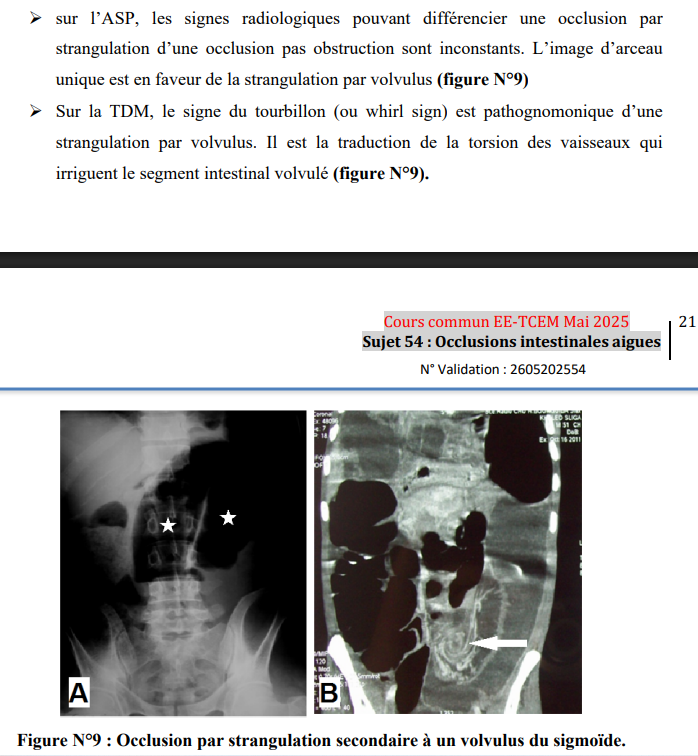 ➢ sur l’ASP, les signes radiologiques pouvant différencier une occlusion par
strangulation d’une occlusion pas obstruction sont inconstants. L’image d’arceau
unique est en faveur de la strangulation par volvulus (figure N°9)
➢ Sur la TDM, le signe du tourbillon (ou whirl sign) est pathognomonique d’une
strangulation par volvulus. Il est la traduction de la torsion des vaisseaux qui
irriguent le segment intestinal volvulé (figure N°9).
Cours commun EE-TCEM Mai 2025
21
Sujet 54 : Occlusions intestinales aigues
N° Validation : 2605202554
A
B
Figure N°9 : Occlusion par strangulation secondaire à un volvulus du sigmoïde.